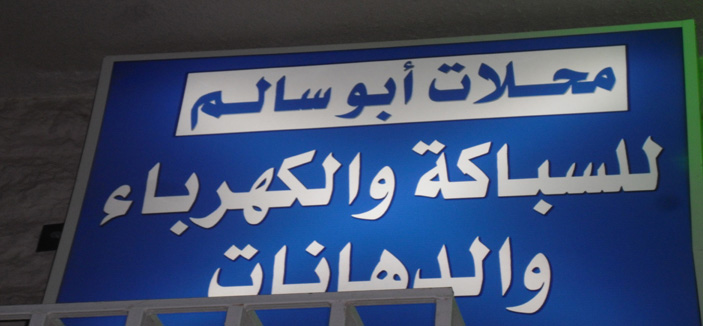 محلات أبو سالم
للسباكة والكهرباء
والدهانات